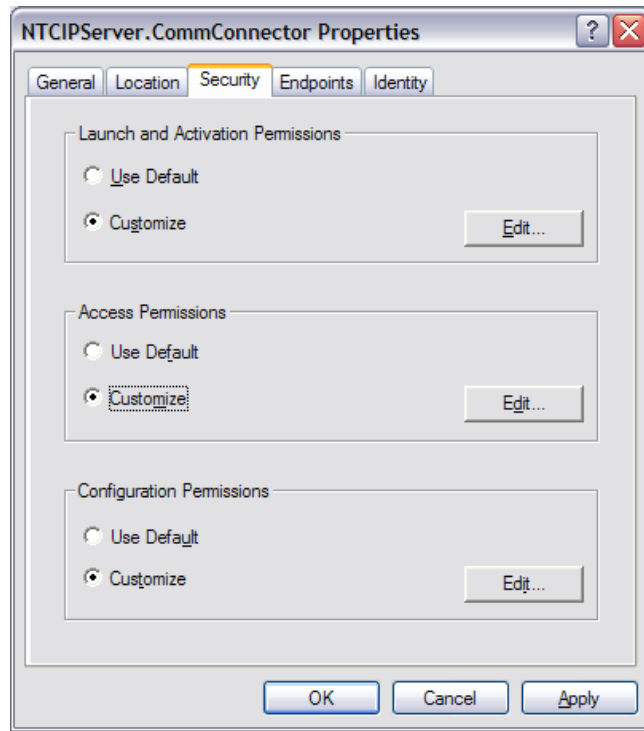 NTCIPServer.CommConnector Properties
General Location Security Endpoints Identity
Launch and Activation Permissions
Use Default
Customize Edit...
Access Permissions
Use Default
Customize Edit...
Configuration Permissions
Use Default
Customize Edit...
OK Cancel Apply